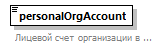 personalOrgAccount
Лицевой счет организации в ...